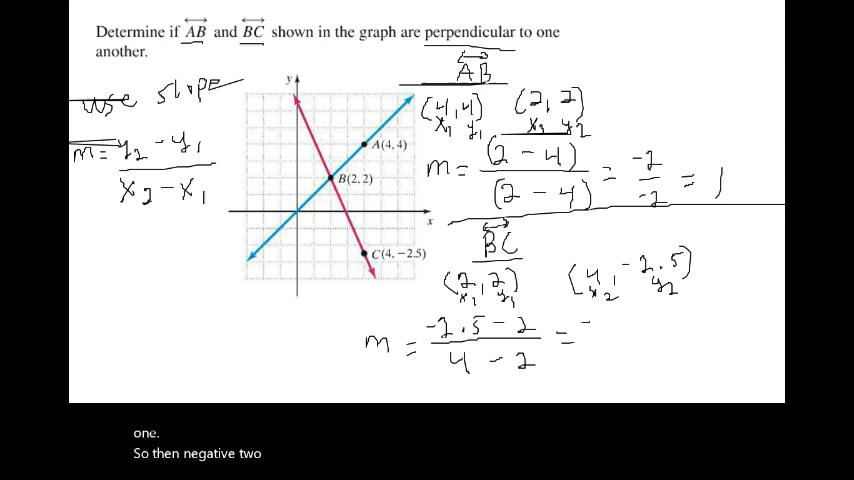 Determine if AB and BC shown in the graph are perpendicular to one
another.
use slope
m = y2 - y1
x2 - x1
y
A(4, 4)
B(2, 2)
x
C(4, −2.5)
AB
(4, 4) (2, 2)
x1 y1 x2 y2
m = (2 - 4) = -2 = 1
(2 - 4) -2
BC
(2, 2) (4, -2.5)
x1 y1 x2 y2
m = -2.5 - 2 = -
4 - 2
one.
So then negative two